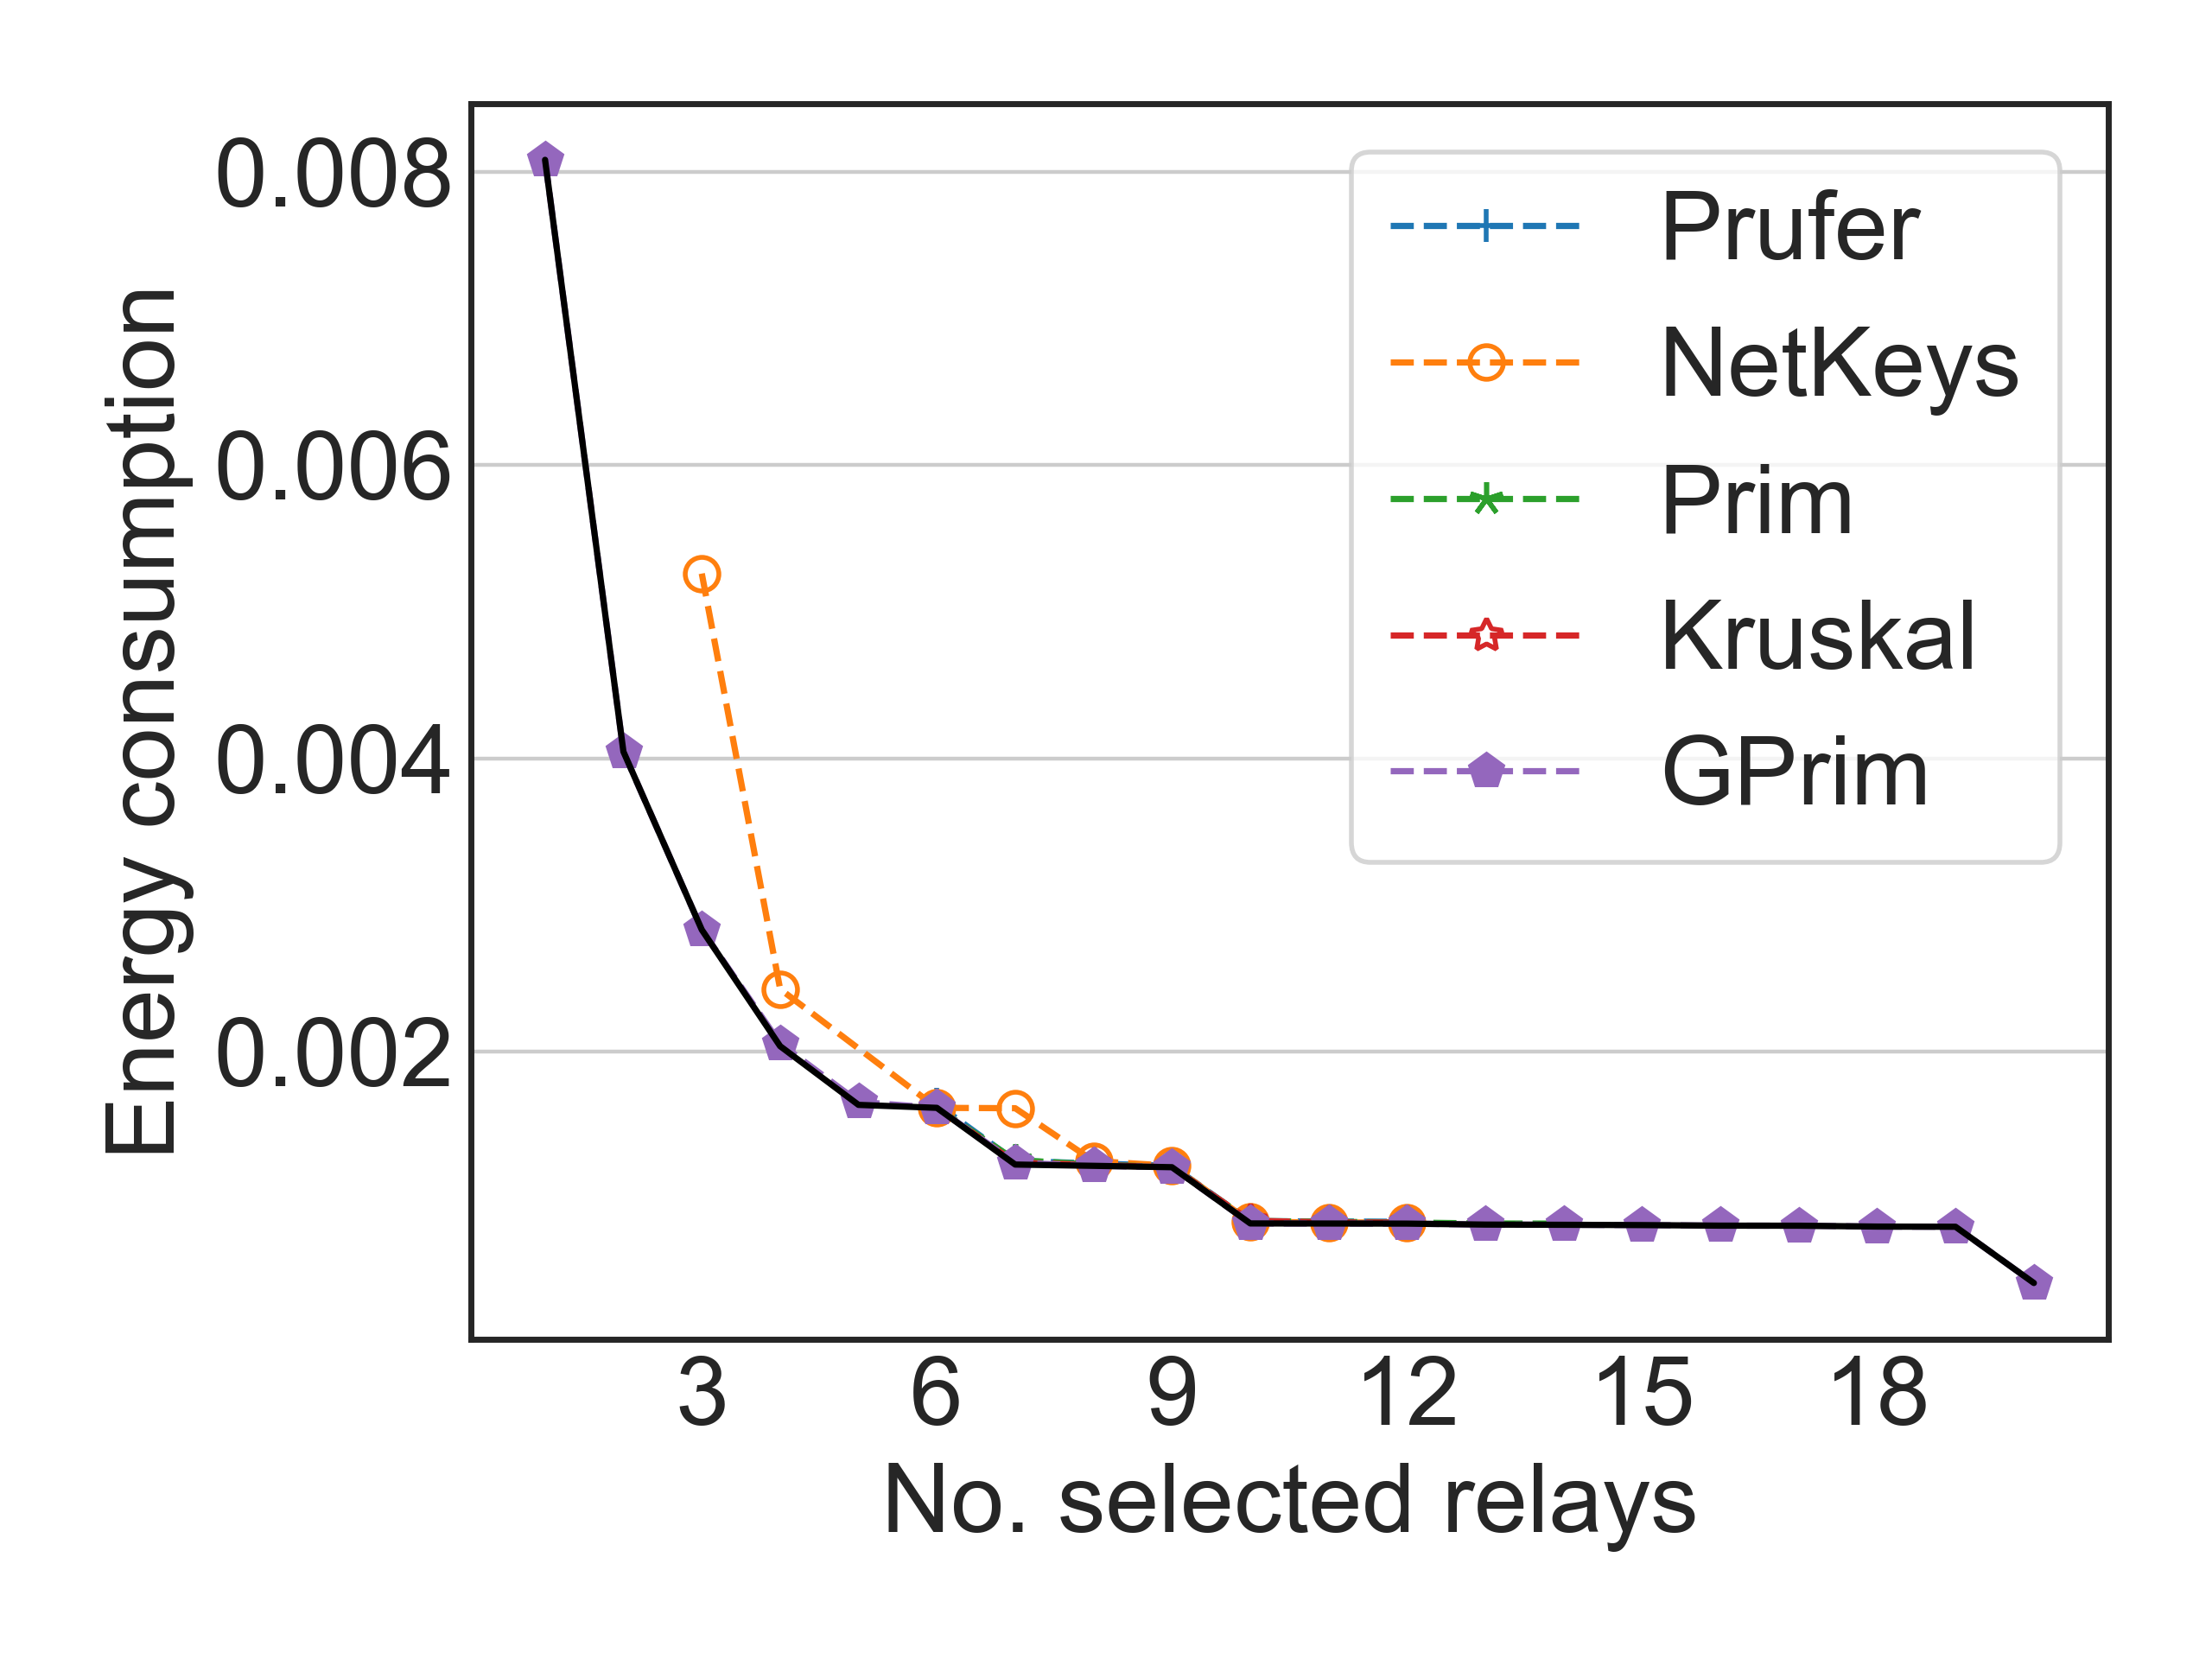 Energy consumption
0.008
0.006
0.004
0.002
Prufer
NetKeys
Prim
Kruskal
GPrim
3 6 9 12 15 18
No. selected relays